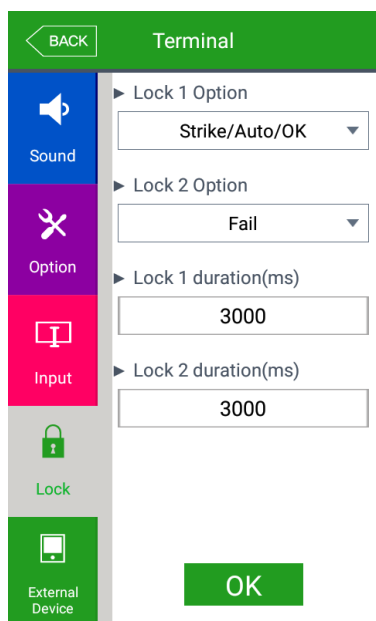 BACK
Terminal
Sound
Option
Input
Lock
External
Device
► Lock 1 Option
Strike/Auto/OK
► Lock 2 Option
Fail
► Lock 1 duration(ms)
3000
► Lock 2 duration(ms)
3000
OK